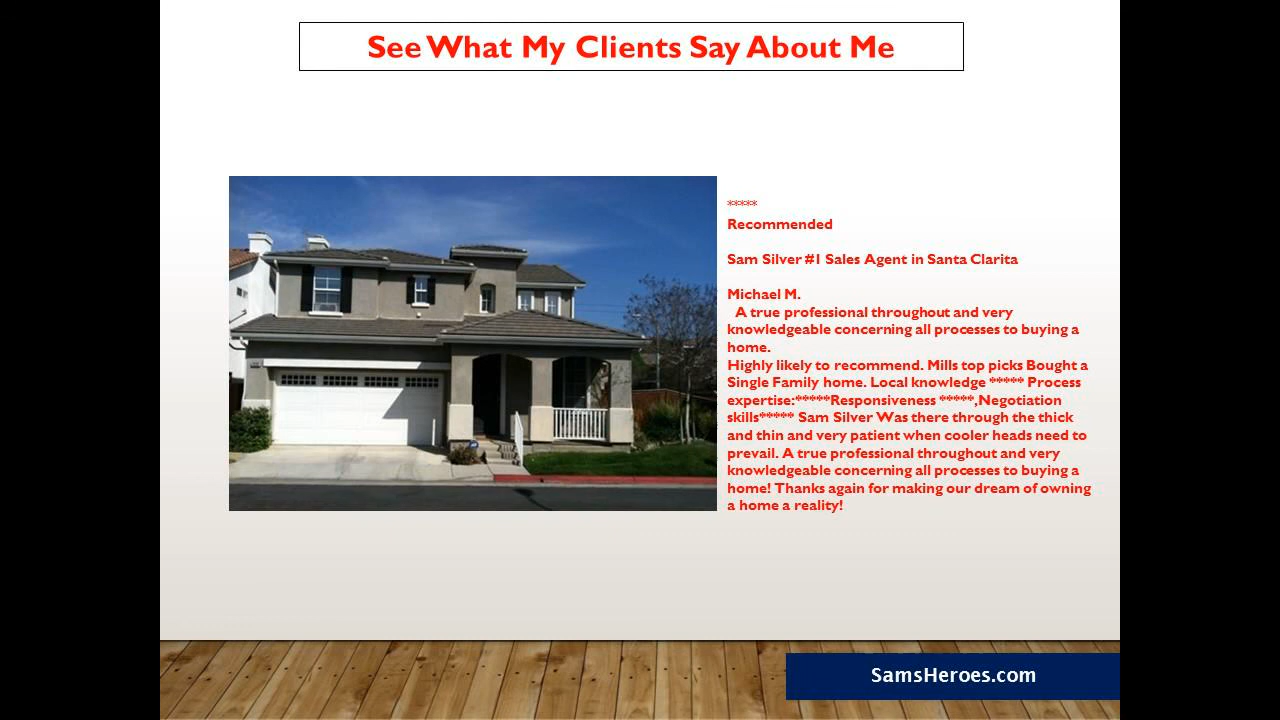 See What My Clients Say About Me
*****
Recommended
Sam Silver #1 Sales Agent in Santa Clarita
Michael M.
A true professional throughout and very
knowledgeable concerning all processes to buying a
home.
Highly likely to recommend. Mills top picks Bought a
Single Family home. Local knowledge ***** Process
expertise:*****Responsiveness *****,Negotiation
skills***** Sam Silver Was there through the thick
and thin and very patient when cooler heads need to
prevail. A true professional throughout and very
knowledgeable concerning all processes to buying a
home! Thanks again for making our dream of owning
a home a reality!
SamsHeroes.com